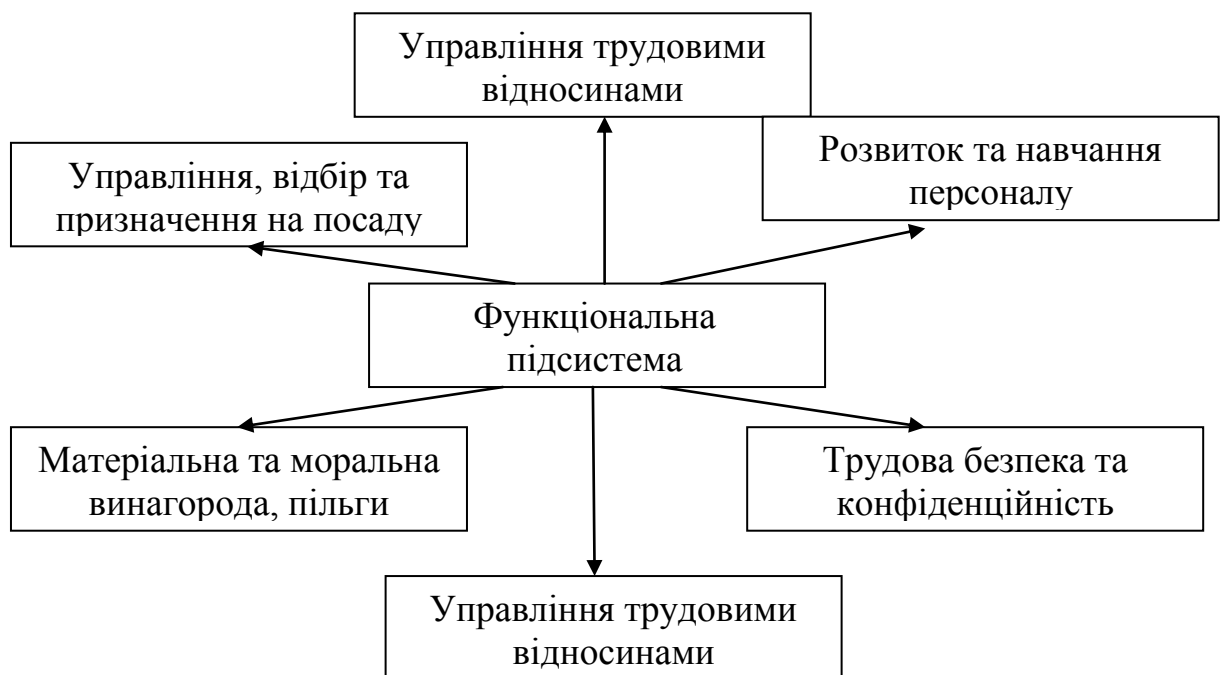 Управління трудовими
відносинами
Розвиток та навчання
персоналу
Управління, відбір та
призначення на посаду
Функціональна
підсистема
Матеріальна та моральна
винагорода, пільги
Трудова безпека та
конфіденційність
Управління трудовими
відносинами